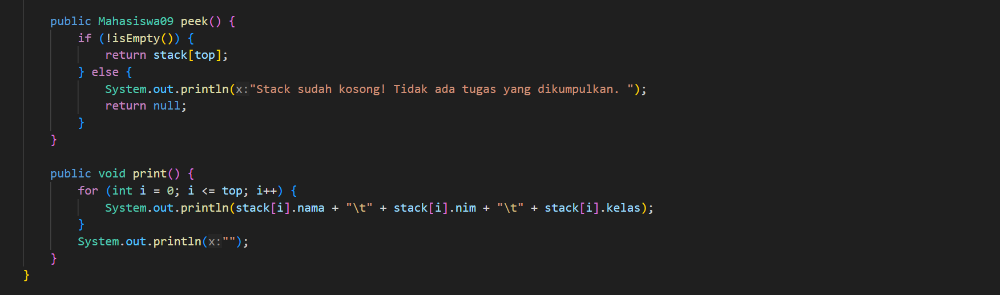 public Mahasiswa09 peek() {
if (!isEmpty()) {
return stack[top];
} else {
System.out.println(x:"Stack sudah kosong! Tidak ada tugas yang dikumpulkan. ");
return null;
}
}
public void print() {
for (int i = 0; i <= top; i++) {
System.out.println(stack[i].nama + "\t" + stack[i].nim + "\t" + stack[i].kelas);
}
System.out.println(x:"");
}
}